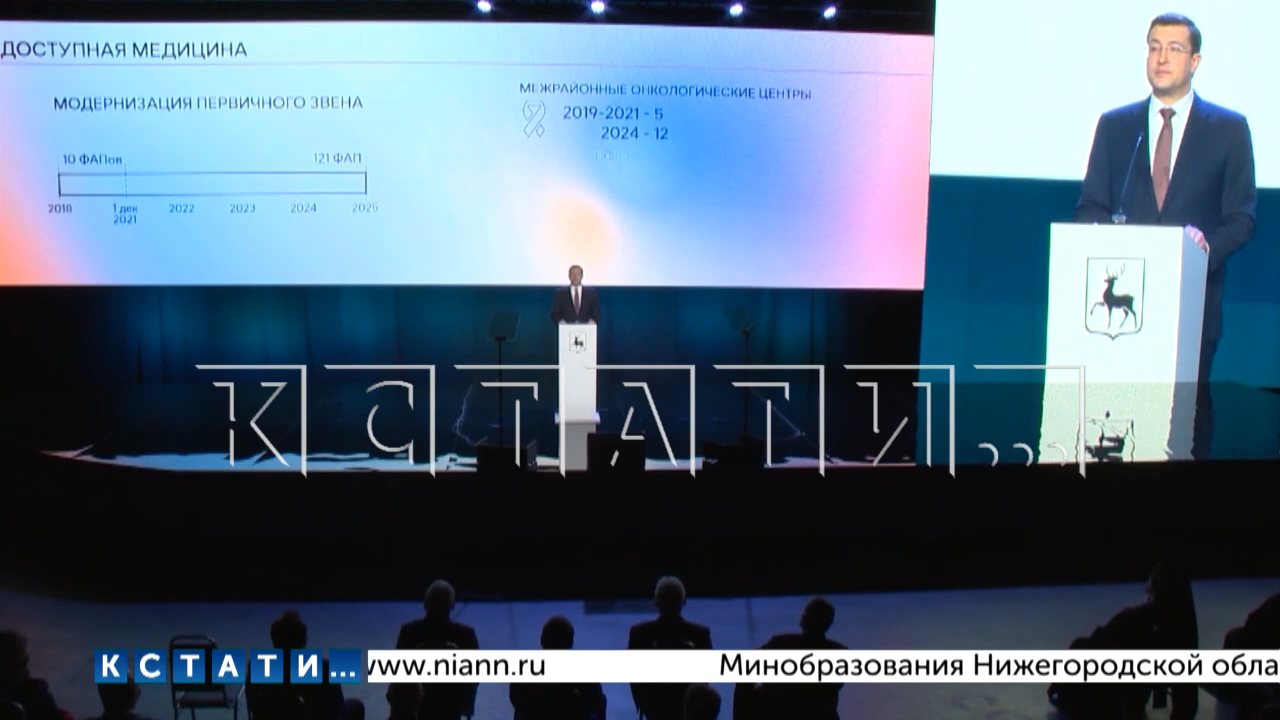 ДОСТУПНАЯ МЕДИЦИНА
МОДЕРНИЗАЦИЯ ПЕРВИЧНОГО ЗВЕНА
10 ФАПов
121 ФАП
2018
1 дек
2021
2022
2023
2024
2025
МЕЖРАЙОННЫЕ ОНКОЛОГИЧЕСКИЕ ЦЕНТРЫ
2019-2021 - 5
2024 - 12
КСТАТИ...
КСТАТИ...
www.niann.ru
Минобразования Нижегородской обла